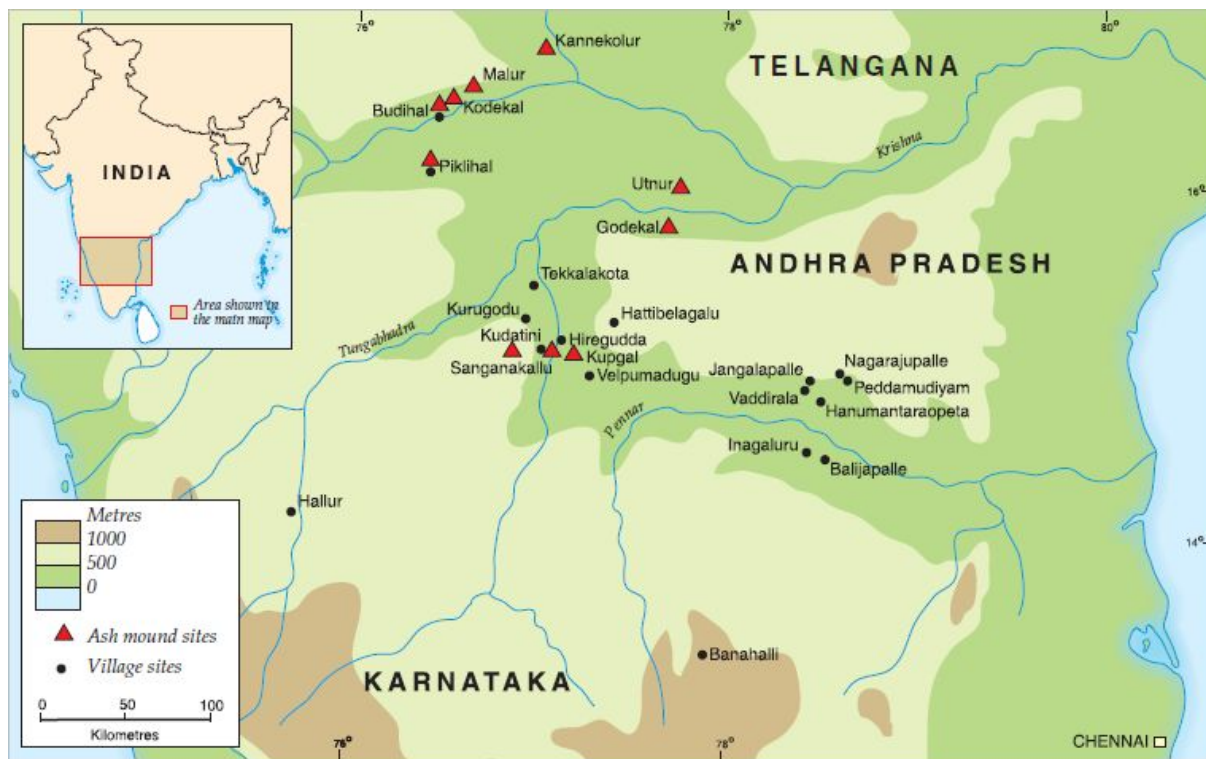 76°
78°
80°
Kannekolur
TELANGANA
Malur
Budihal
Kodekal
Krishna
INDIA
Piklihal
Utnur
16°
Godekal
ANDHRA PRADESH
Tekkalakota
Area shown in
the matn map
Kurugodu
Hattibelagalu
Tungabhadra
Kudatini
Hiregudda
Sanganakallu
Kupgal
Velpumadugu
Jangalapalle
Nagarajupalle
Peddamudiyam
Vaddirala
Hanumantaraopeta
Pennar
Inagaluru
Balijapalle
Hallur
Metres
1000
500
0
14°
Ash mound sites
Village sites
Banahalli
KARNATAKA
0 50 100
Kilometres
76°
78°
CHENNAI